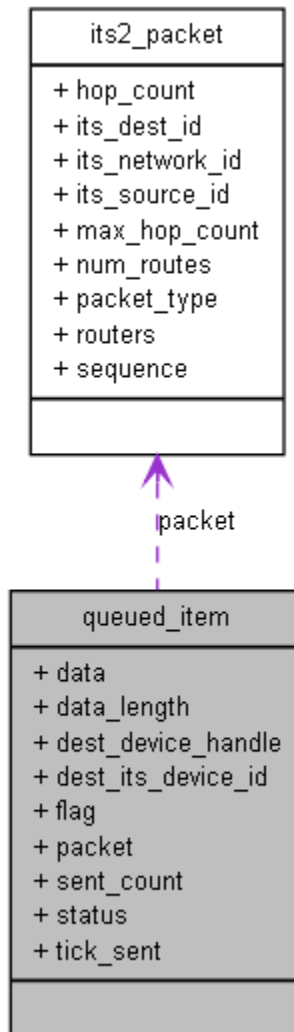 its2_packet
+ hop_count
+ its_dest_id
+ its_network_id
+ its_source_id
+ max_hop_count
+ num_routes
+ packet_type
+ routers
+ sequence
packet
queued_item
+ data
+ data_length
+ dest_device_handle
+ dest_its_device_id
+ flag
+ packet
+ sent_count
+ status
+ tick_sent